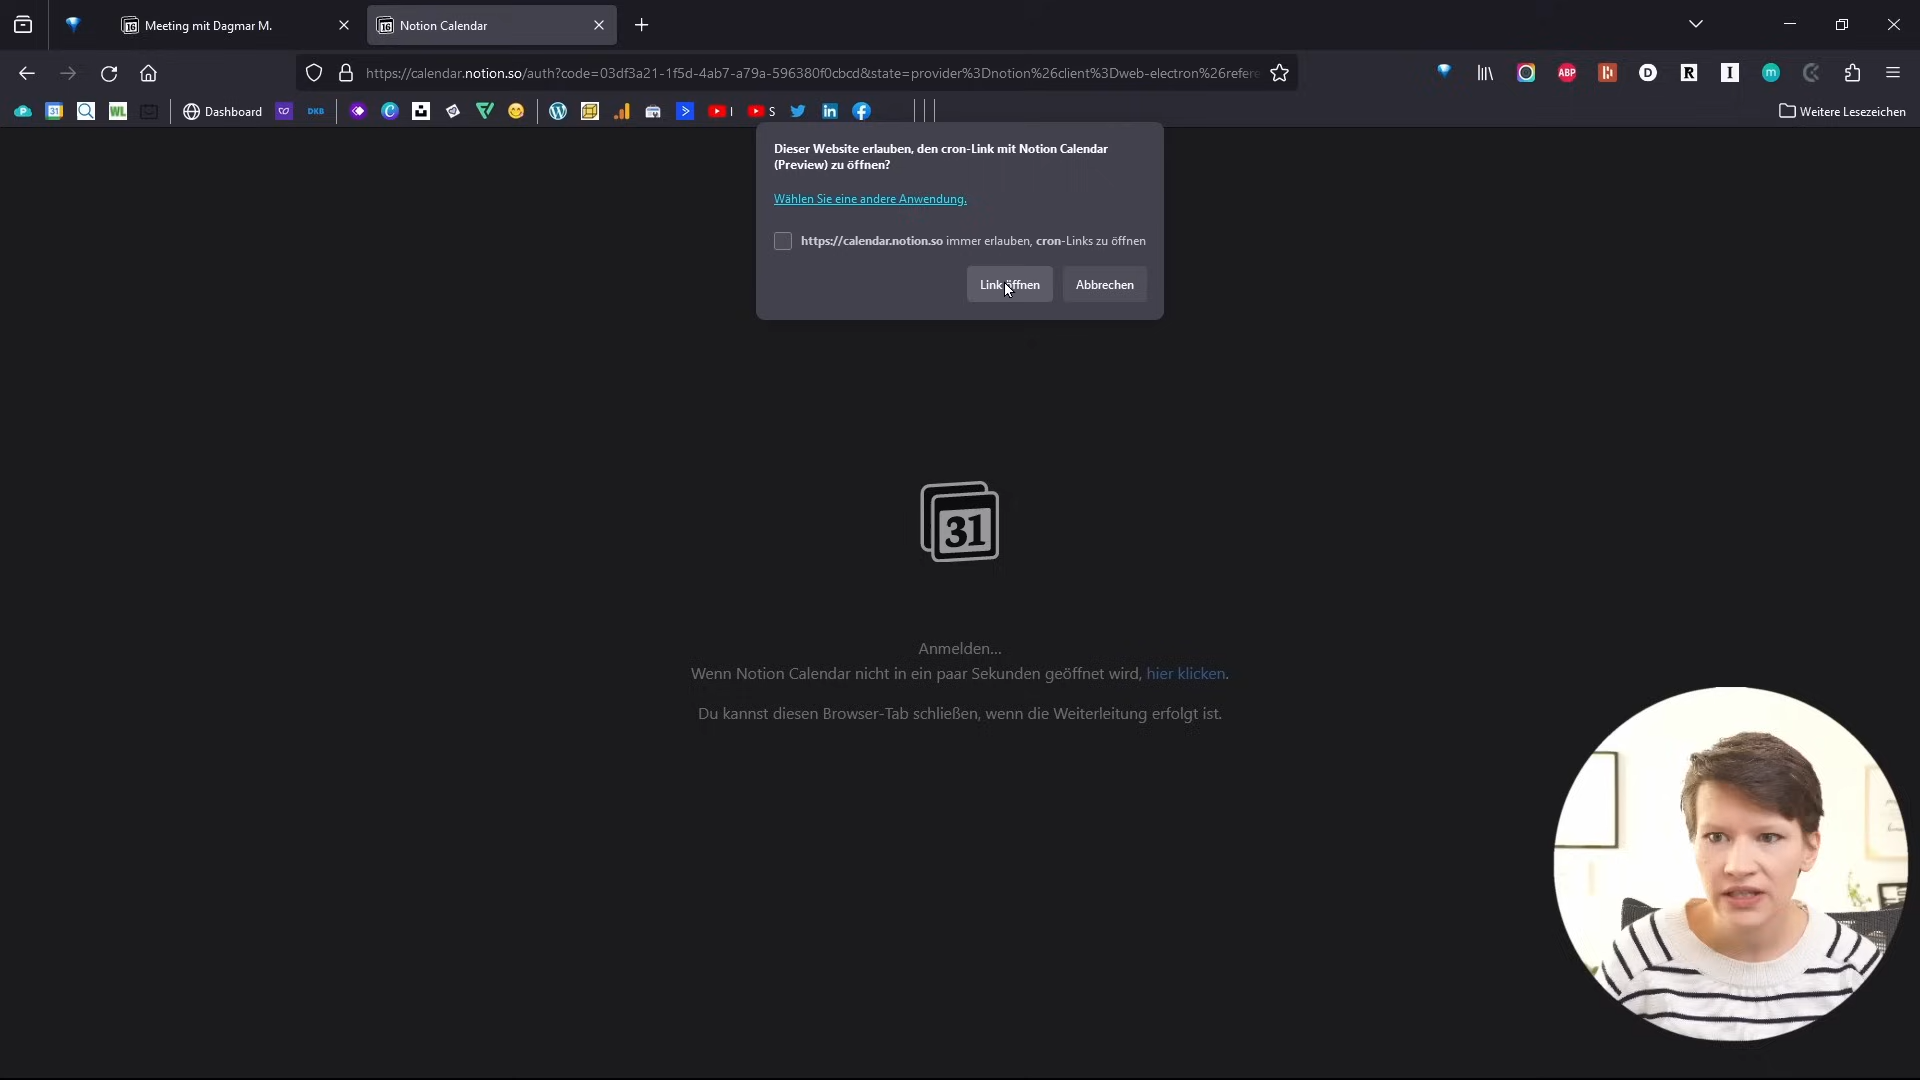 Meeting mit Dagmar M.
Notion Calendar
https://calendar.notion.so/auth?code=03df3a21-1f5d-4ab7-a79a-596380f0cbcd&state=provider%3Dnotion%26client%3Dweb-electron%26refere
ABP
D
R
I
m
31
WL
Dashboard
DKB
I
S
Weitere Lesezeichen
Dieser Website erlauben, den cron-Link mit Notion Calendar
(Preview) zu öffnen?
Wählen Sie eine andere Anwendung.
https://calendar.notion.so immer erlauben, cron-Links zu öffnen
Link öffnen
Abbrechen
31
Anmelden...
Wenn Notion Calendar nicht in ein paar Sekunden geöffnet wird, hier klicken.
Du kannst diesen Browser-Tab schließen, wenn die Weiterleitung erfolgt ist.